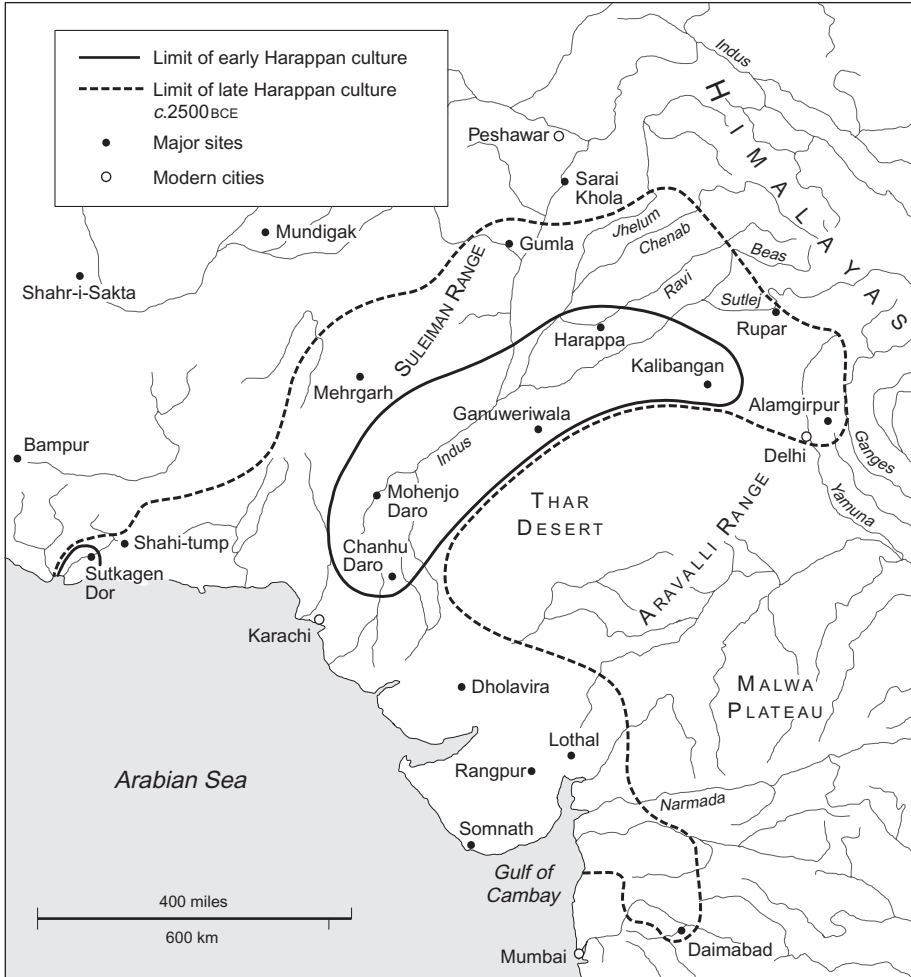 Limit of early Harappan culture
Limit of late Harappan culture
c.2500 BCE
Major sites
Modern cities
Indus
HIMALAYAS
Peshawar
Sarai
Khola
Mundigak
Gumla
Jhelum
Chenab
Beas
Shahr-i-Sakta
SULEIMAN RANGE
Ravi
Sutlej
Rupar
Harappa
Kalibangan
Mehrgarh
Ganuweriwala
Alamgirpur
Delhi
Bampur
Indus
Ganges
Mohenjo
Daro
THAR
DESERT
Yamuna
ARAVALLI RANGE
Shahi-tump
Chanhu
Daro
Sutkagen
Dor
Karachi
Dholavira
MALWA
PLATEAU
Lothal
Rangpur
Arabian Sea
Narmada
Somnath
Gulf of
Cambay
400 miles
600 km
Mumbai
Daimabad